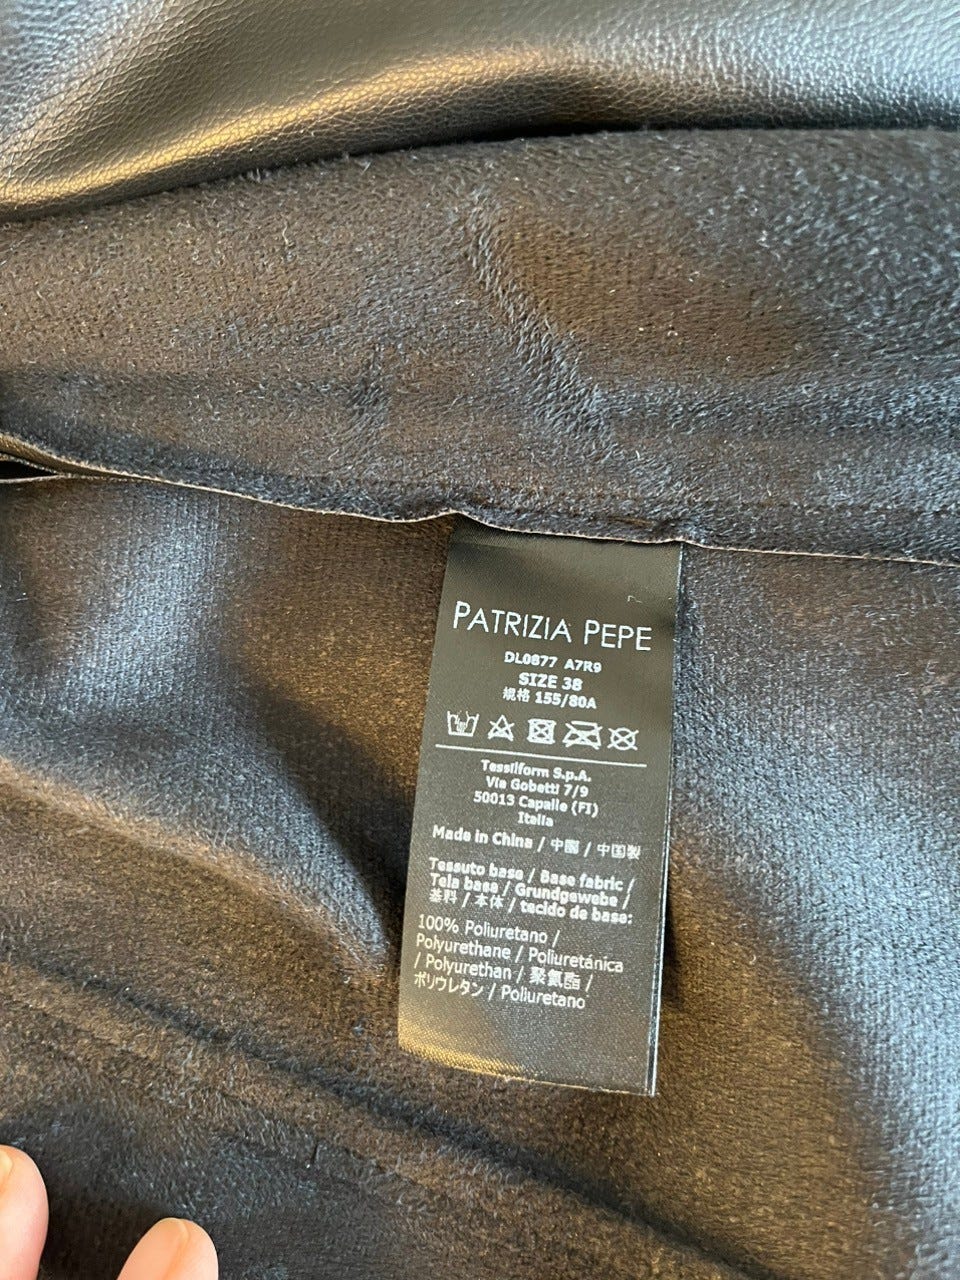 PATRIZIA PEPE
DL0877 A7R9
SIZE 38
規格 155/80A
Tessilform S.p.A.
Via Gobetti 7/9
50013 Capalle (FI)
Italia
Made in China / 中國 / 中国製
Tessuto base / Base fabric /
Tela basa / Grundgewebe /
基料 / 本体 / tecido de base:
100% Poliuretano /
Polyurethane / Poliuretánica
/ Polyurethan / 聚氨酯 /
ポリウレタン / Poliuretano